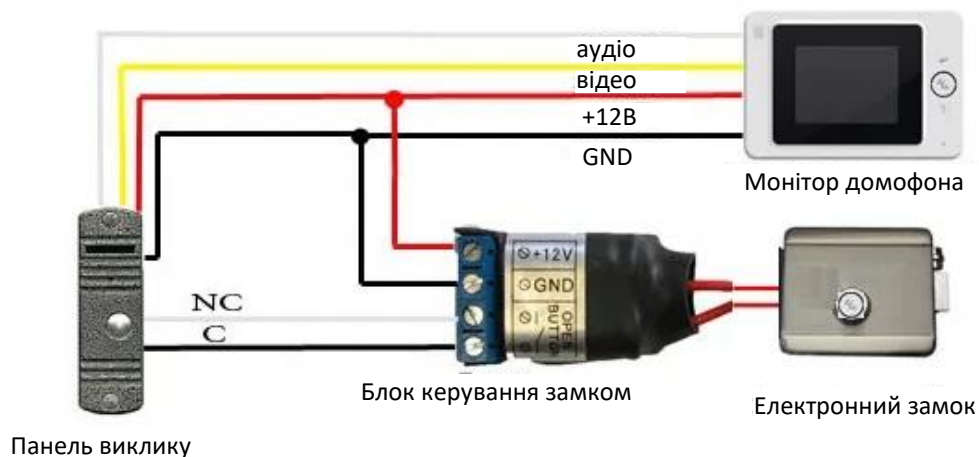 аудіо
відео
+12В
GND
Монітор домофона
+12V
GND
OPEN
BUTTON
NC
C
Блок керування замком
Електронний замок
Панель виклику